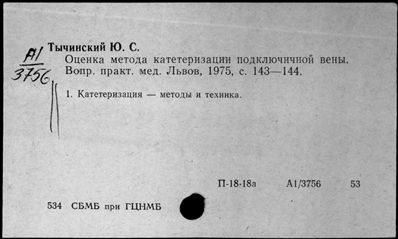 Тычинский Ю. С.
А1
3756
Оценка метода катетеризации подключичной вены.
Вопр. практ. мед. Львов, 1975, с. 143—144.
1. Катетеризация — методы и техника.
П-18-18а А1/3756 53
534 СБМБ при ГЦНМБ